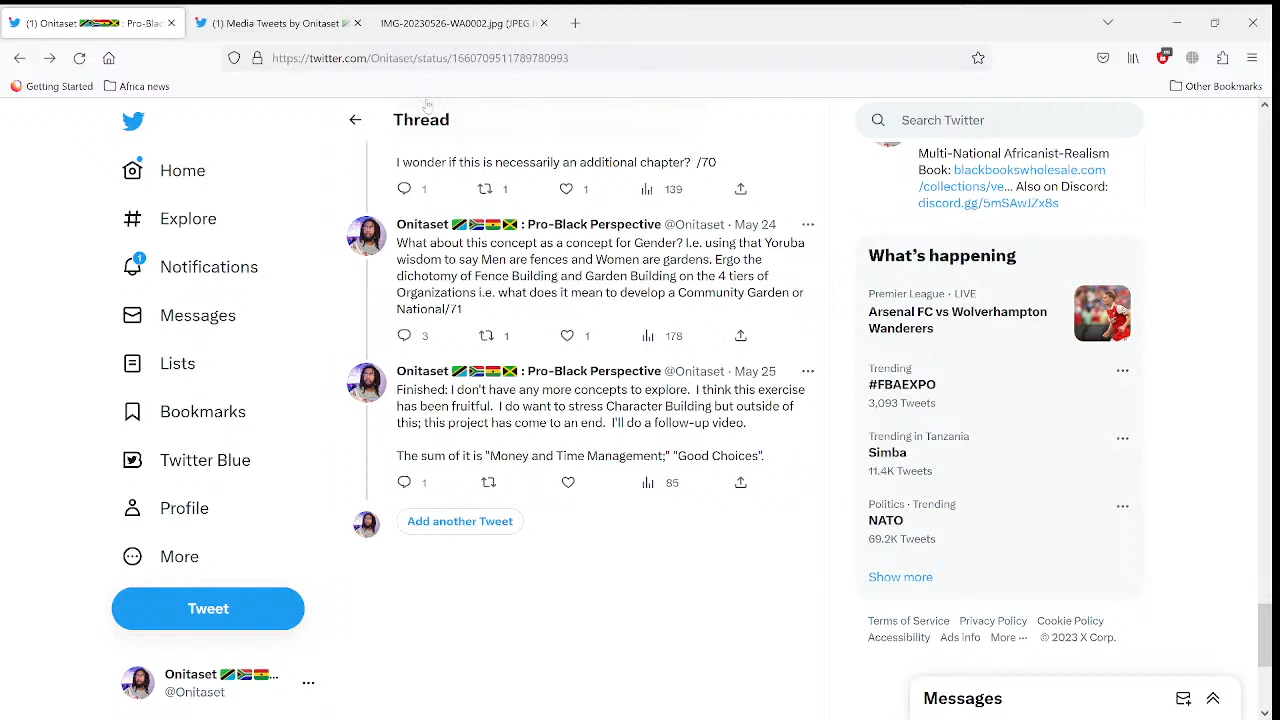 (1) Onitaset : Pro-Blac
(1) Media Tweets by Onitaset
IMG-20230526-WA0002.jpg (JPEG I
https://twitter.com/Onitaset/status/1660709511789780993
Getting Started
Africa news
Other Bookmarks
Home
Explore
1
Notifications
Messages
Lists
Bookmarks
Twitter Blue
Profile
More
Tweet
Onitaset ...
@Onitaset
Thread
I wonder if this is necessarily an additional chapter? /70
1 1 1 139
Onitaset : Pro-Black Perspective @Onitaset · May 24
What about this concept as a concept for Gender? I.e. using that Yoruba
wisdom to say Men are fences and Women are gardens. Ergo the
dichotomy of Fence Building and Garden Building on the 4 tiers of
Organizations i.e. what does it mean to develop a Community Garden or
National/71
3 1 1 178
Onitaset : Pro-Black Perspective @Onitaset · May 25
Finished: I don't have any more concepts to explore. I think this exercise
has been fruitful. I do want to stress Character Building but outside of
this; this project has come to an end. I'll do a follow-up video.
The sum of it is "Money and Time Management;" "Good Choices".
1 85
Add another Tweet
Search Twitter
Multi-National Africanist-Realism
Book: blackbookswholesale.com
/collections/ve... Also on Discord:
discord.gg/5mSAwJZx8s
What's happening
Premier League · LIVE
Arsenal FC vs Wolverhampton
Wanderers
Trending
#FBAEXPO
3,093 Tweets
Trending in Tanzania
Simba
11.4K Tweets
Politics · Trending
NATO
69.2K Tweets
Show more
Terms of Service Privacy Policy Cookie Policy
Accessibility Ads info More ··· © 2023 X Corp.
Messages